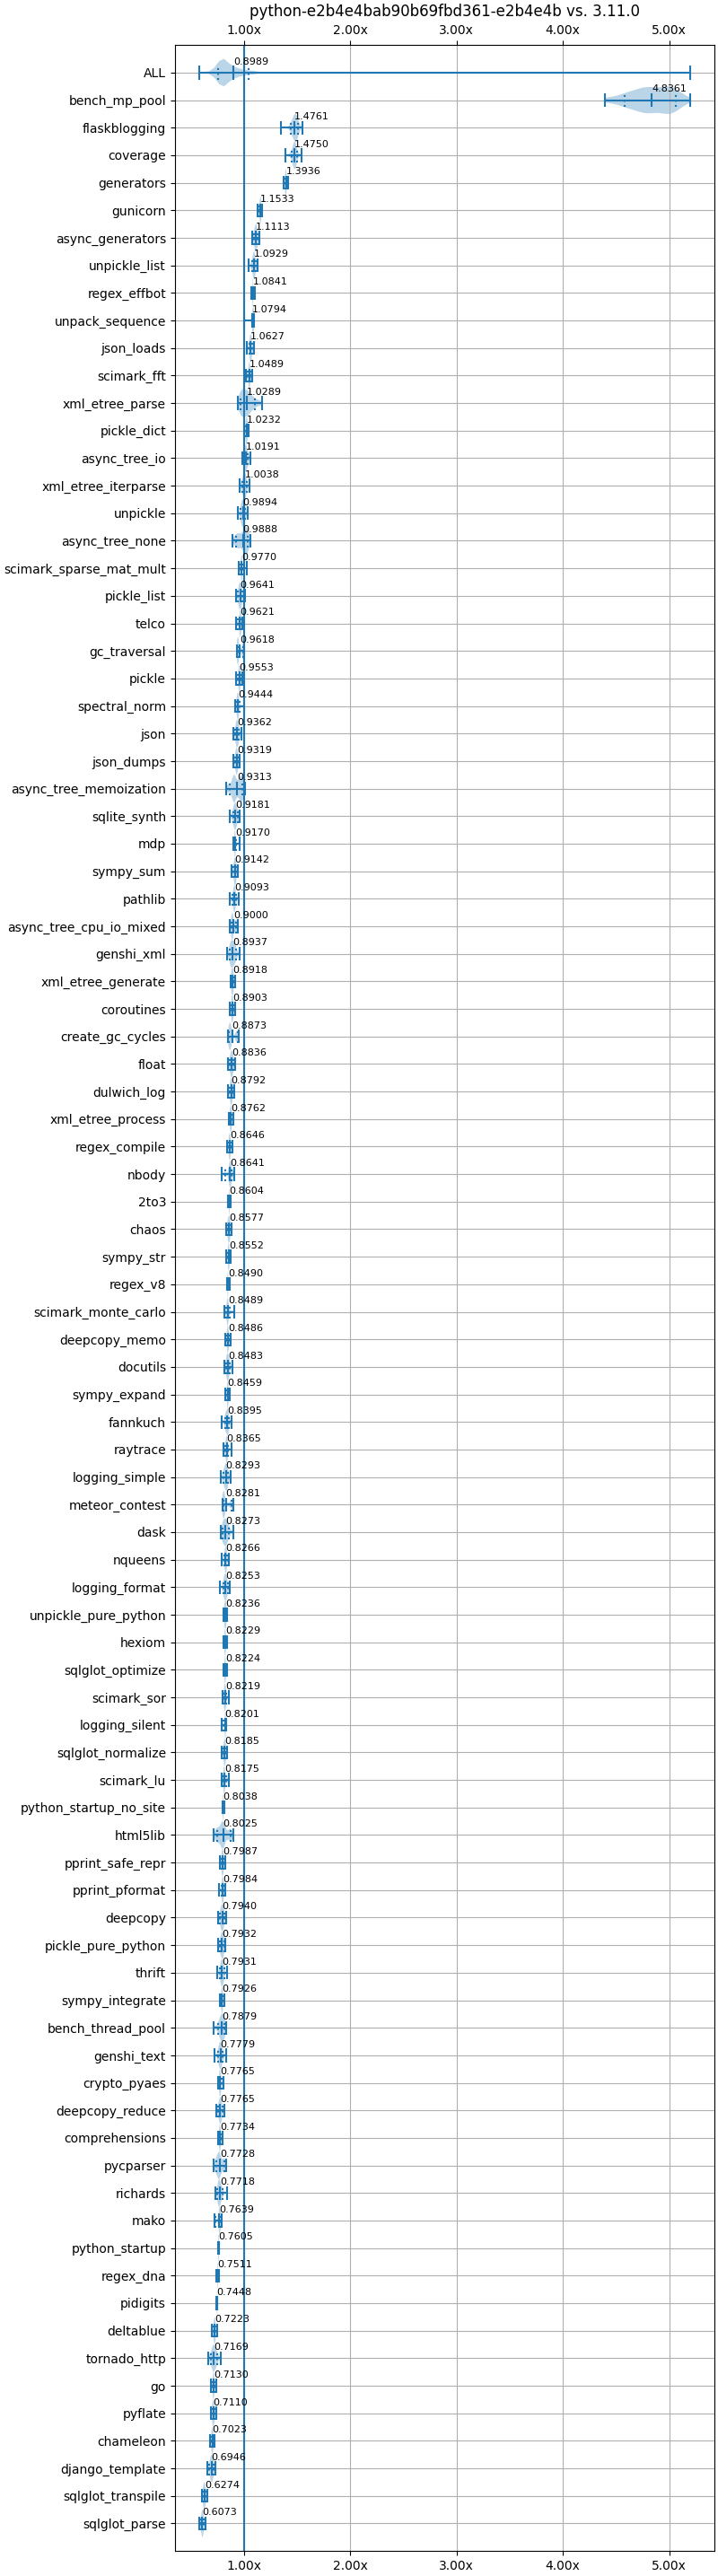 python-e2b4e4bab90b69fbd361-e2b4e4b vs. 3.11.0
1.00x 2.00x 3.00x 4.00x 5.00x
ALL 0.8989
bench_mp_pool 4.8361
flaskblogging 1.4761
coverage 1.4750
generators 1.3936
gunicorn 1.1533
async_generators 1.1113
unpickle_list 1.0929
regex_effbot 1.0841
unpack_sequence 1.0794
json_loads 1.0627
scimark_fft 1.0489
xml_etree_parse 1.0289
pickle_dict 1.0232
async_tree_io 1.0191
xml_etree_iterparse 1.0038
unpickle 0.9894
async_tree_none 0.9888
scimark_sparse_mat_mult 0.9770
pickle_list 0.9641
telco 0.9621
gc_traversal 0.9618
pickle 0.9553
spectral_norm 0.9444
json 0.9362
json_dumps 0.9319
async_tree_memoization 0.9313
sqlite_synth 0.9181
mdp 0.9170
sympy_sum 0.9142
pathlib 0.9093
async_tree_cpu_io_mixed 0.9000
genshi_xml 0.8937
xml_etree_generate 0.8918
coroutines 0.8903
create_gc_cycles 0.8873
float 0.8836
dulwich_log 0.8792
xml_etree_process 0.8762
regex_compile 0.8646
nbody 0.8641
2to3 0.8604
chaos 0.8577
sympy_str 0.8552
regex_v8 0.8490
scimark_monte_carlo 0.8489
deepcopy_memo 0.8486
docutils 0.8483
sympy_expand 0.8459
fannkuch 0.8395
raytrace 0.8365
logging_simple 0.8293
meteor_contest 0.8281
dask 0.8273
nqueens 0.8266
logging_format 0.8253
unpickle_pure_python 0.8236
hexiom 0.8229
sqlglot_optimize 0.8224
scimark_sor 0.8219
logging_silent 0.8201
sqlglot_normalize 0.8185
scimark_lu 0.8175
python_startup_no_site 0.8038
html5lib 0.8025
pprint_safe_repr 0.7987
pprint_pformat 0.7984
deepcopy 0.7940
pickle_pure_python 0.7932
thrift 0.7931
sympy_integrate 0.7926
bench_thread_pool 0.7879
genshi_text 0.7779
crypto_pyaes 0.7765
deepcopy_reduce 0.7765
comprehensions 0.7734
pycparser 0.7728
richards 0.7718
mako 0.7639
python_startup 0.7605
regex_dna 0.7511
pidigits 0.7448
deltablue 0.7223
tornado_http 0.7169
go 0.7130
pyflate 0.7110
chameleon 0.7023
django_template 0.6946
sqlglot_transpile 0.6274
sqlglot_parse 0.6073
1.00x 2.00x 3.00x 4.00x 5.00x